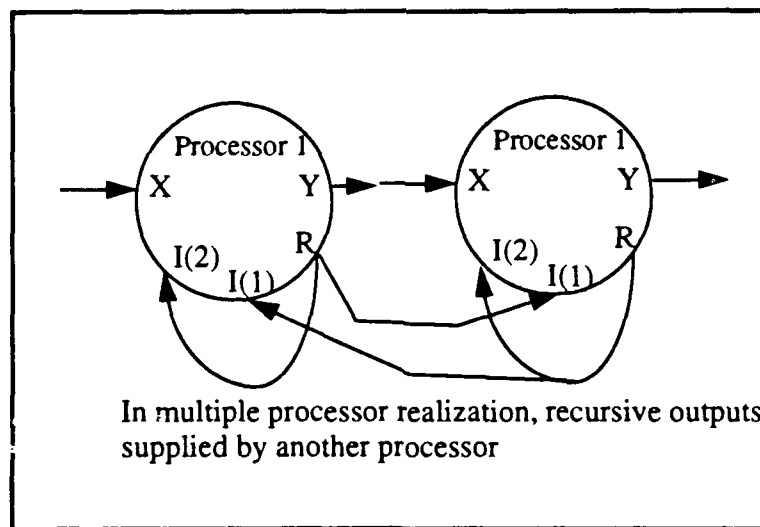 Processor 1
Processor 1
X
Y
X
Y
R
R
I(2)
I(1)
I(2)
I(1)
In multiple processor realization, recursive outputs
supplied by another processor